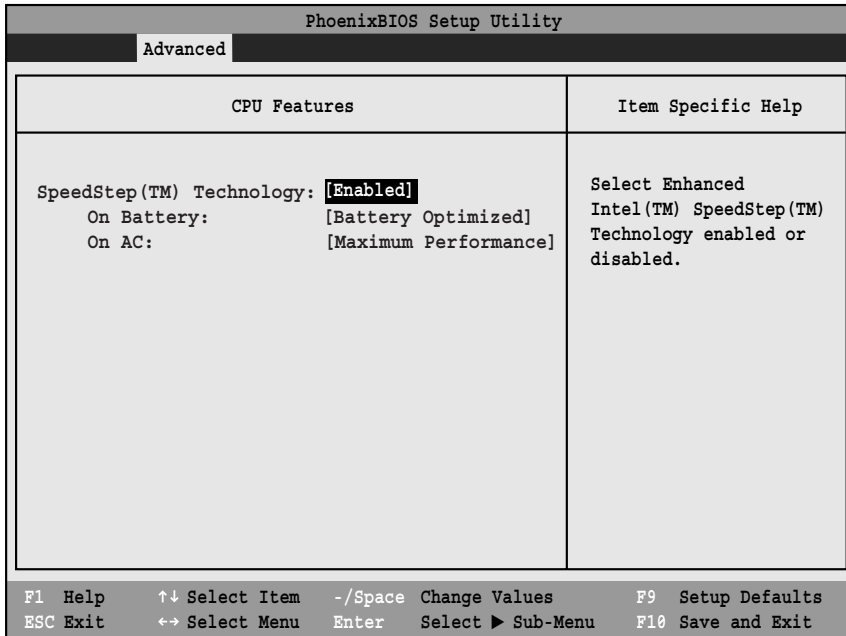 PhoenixBIOS Setup Utility
Advanced
CPU Features
Item Specific Help
SpeedStep(TM) Technology: [Enabled]
On Battery: [Battery Optimized]
On AC: [Maximum Performance]
Select Enhanced
Intel(TM) SpeedStep(TM)
Technology enabled or
disabled.
F1 Help ↑↓ Select Item -/Space Change Values F9 Setup Defaults
ESC Exit ←→ Select Menu Enter Select ▶ Sub-Menu F10 Save and Exit